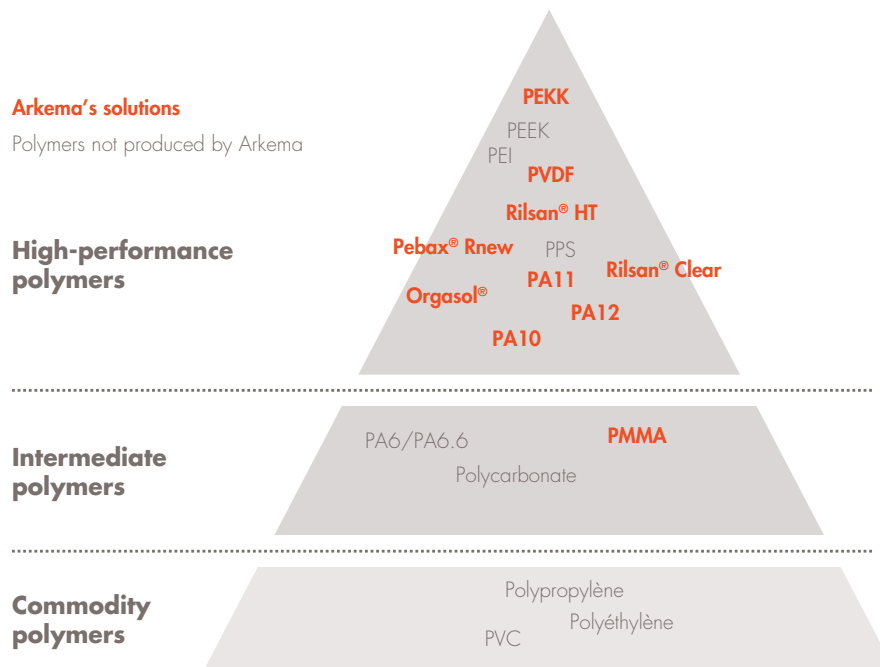 Arkema's solutions
Polymers not produced by Arkema
High-performance
polymers
PEKK
PEEK
PEI
PVDF
Rilsan® HT
Pebax® Rnew
PPS
Rilsan® Clear
PA11
Orgasol®
PA12
PA10
Intermediate
polymers
PA6/PA6.6
PMMA
Polycarbonate
Commodity
polymers
Polypropylène
Polyéthylène
PVC